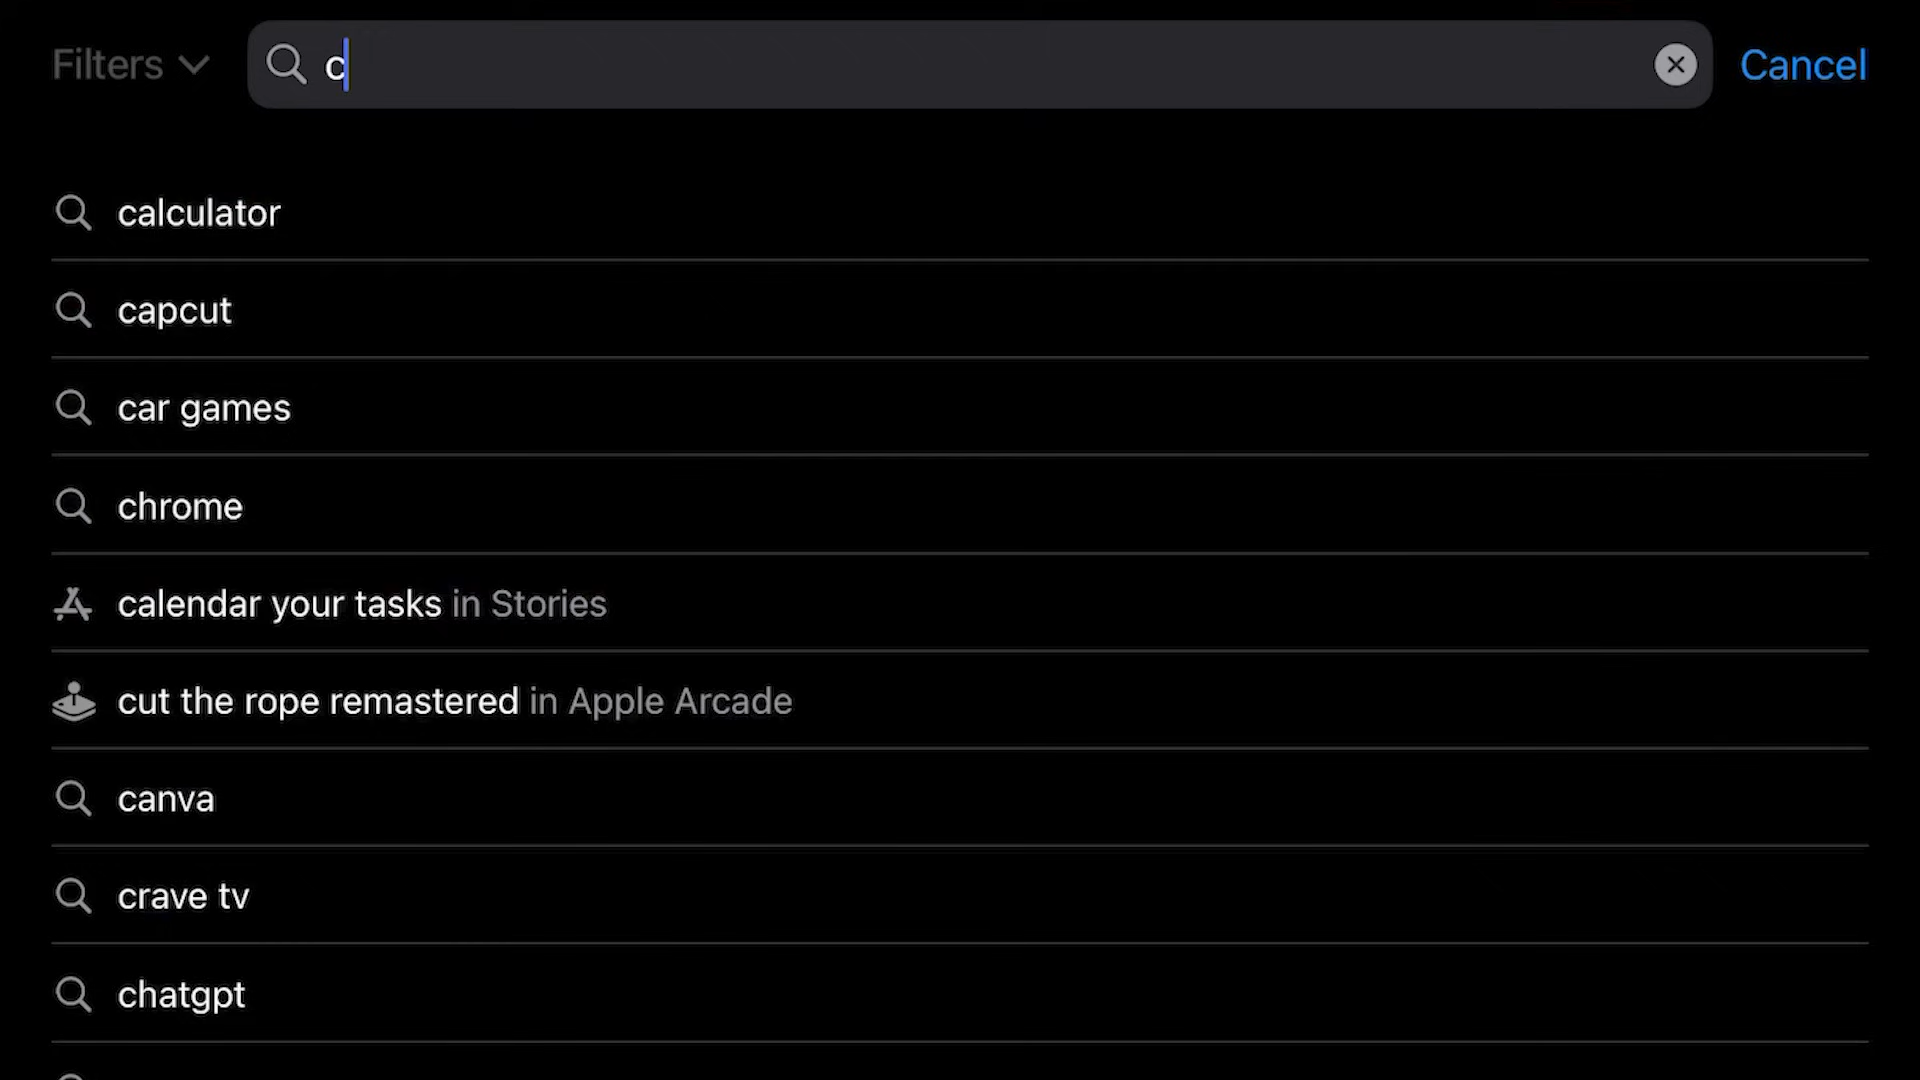 Filters
c
Cancel
calculator
capcut
car games
chrome
calendar your tasks in Stories
cut the rope remastered in Apple Arcade
canva
crave tv
chatgpt